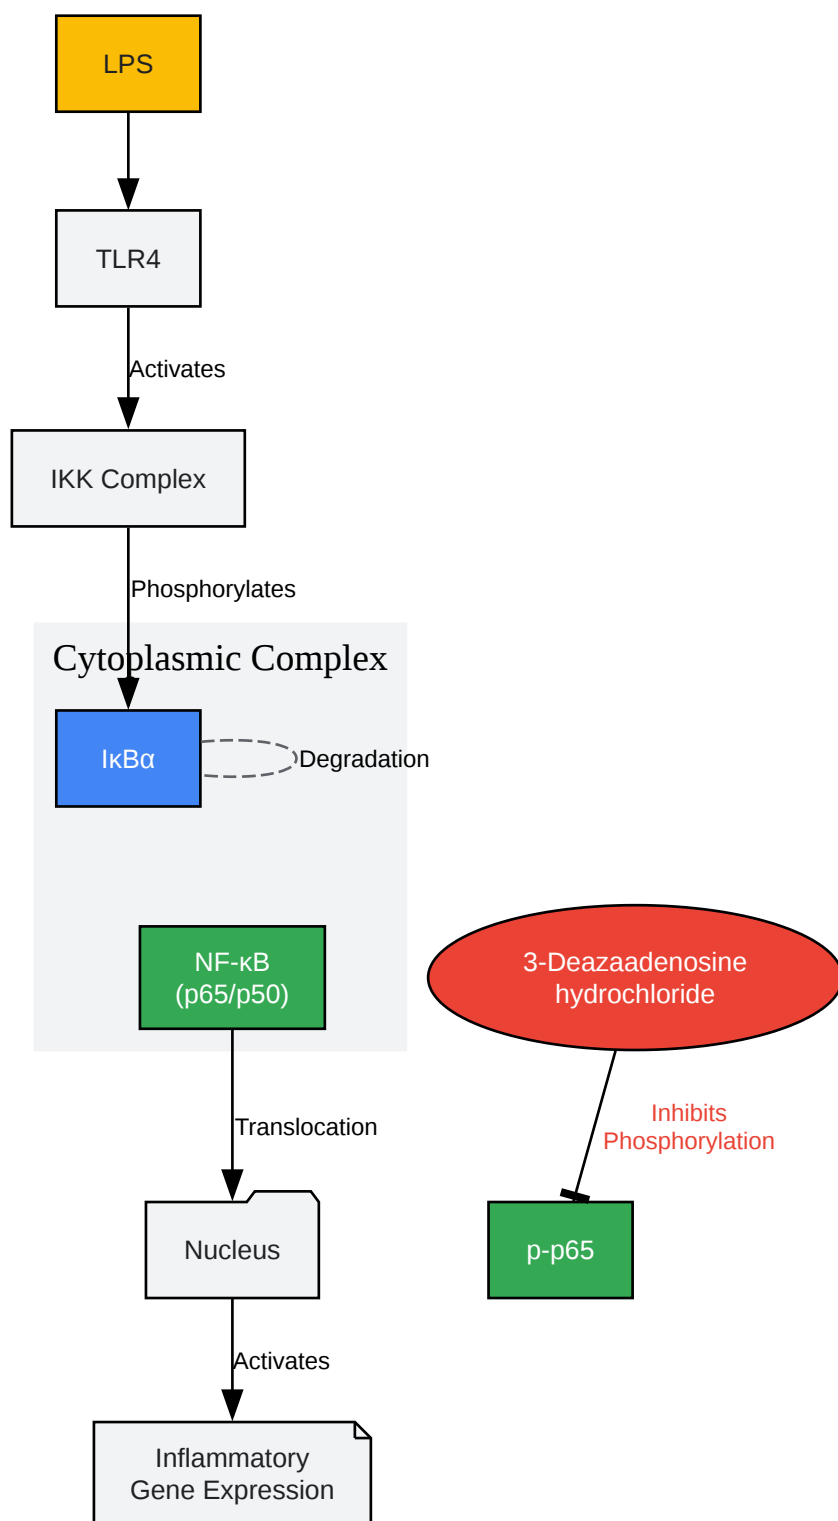 LPS
TLR4
Activates
IKK Complex
Phosphorylates
Cytoplasmic Complex
IκBα
Degradation
NF-κB
(p65/p50)
3-Deazaadenosine
hydrochloride
Translocation
Inhibits
Phosphorylation
Nucleus
p-p65
Activates
Inflammatory
Gene Expression